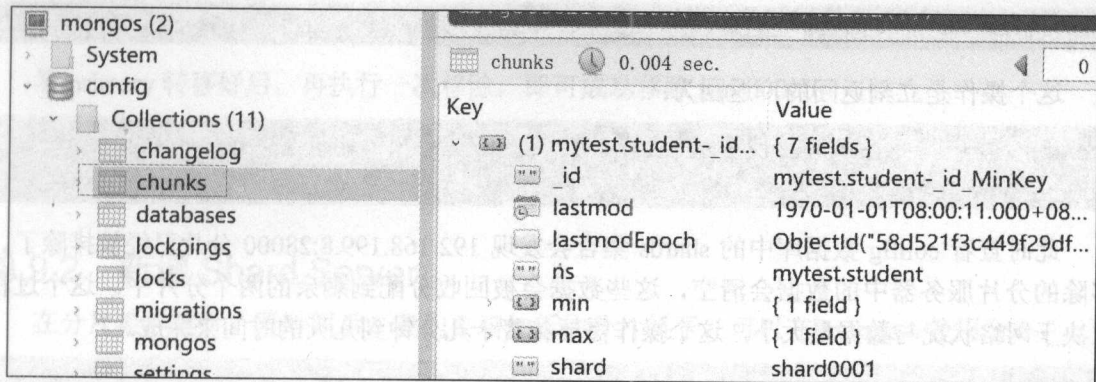 mongos (2)
System
config
Collections (11)
changelog
chunks
databases
lockpings
locks
migrations
mongos
settings
chunks 0.004 sec.
0
Key Value
(1) mytest.student-_id... { 7 fields }
_id mytest.student-_id_MinKey
lastmod 1970-01-01T08:00:11.000+08...
lastmodEpoch ObjectId("58d521f3c449f29df...
ns mytest.student
min { 1 field }
max { 1 field }
shard shard0001